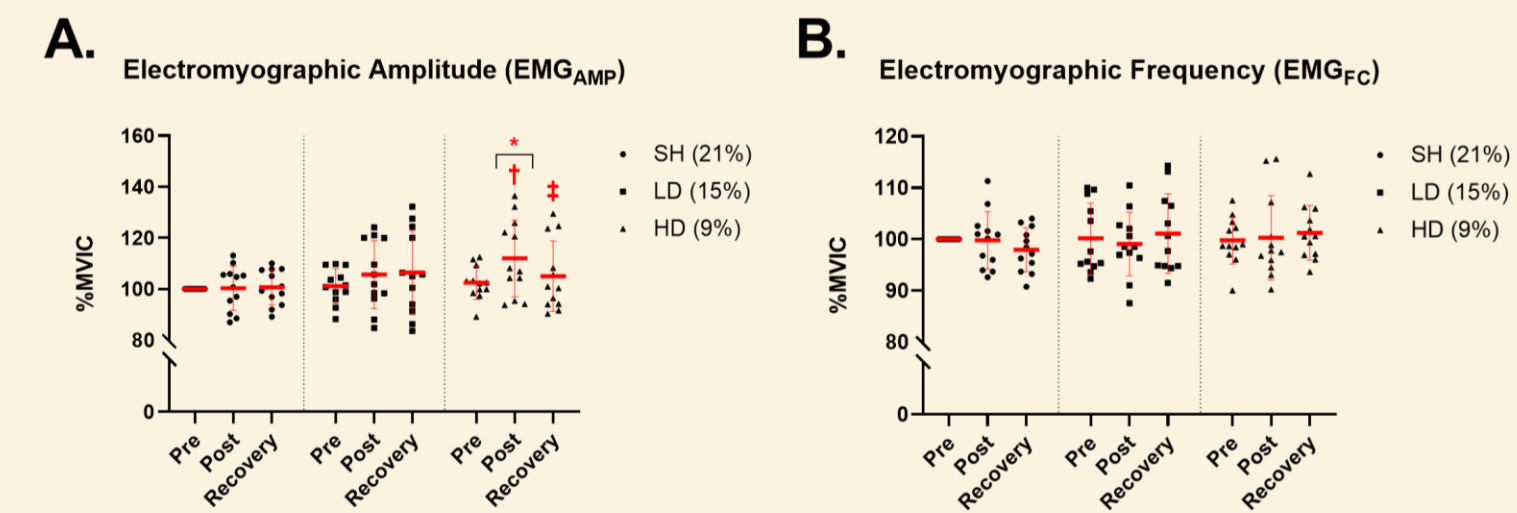 A.
Electromyographic Amplitude (EMG_AMP)
%MVIC
160
140
120
100
80
0
*
†
‡
Pre
Post
Recovery
Pre
Post
Recovery
Pre
Post
Recovery
SH (21%)
LD (15%)
HD (9%)
B.
Electromyographic Frequency (EMG_FC)
%MVIC
120
110
100
90
80
0
Pre
Post
Recovery
Pre
Post
Recovery
Pre
Post
Recovery
SH (21%)
LD (15%)
HD (9%)